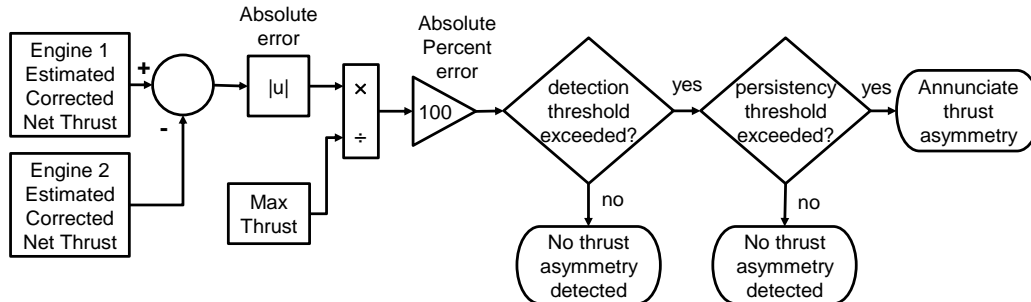 Engine 1
Estimated
Corrected
Net Thrust
+
-
Engine 2
Estimated
Corrected
Net Thrust
Absolute
error
|u|
×
÷
Max
Thrust
Absolute
Percent
error
100
detection
threshold
exceeded?
yes
no
No thrust
asymmetry
detected
persistency
threshold
exceeded?
yes
no
No thrust
asymmetry
detected
Annunciate
thrust
asymmetry